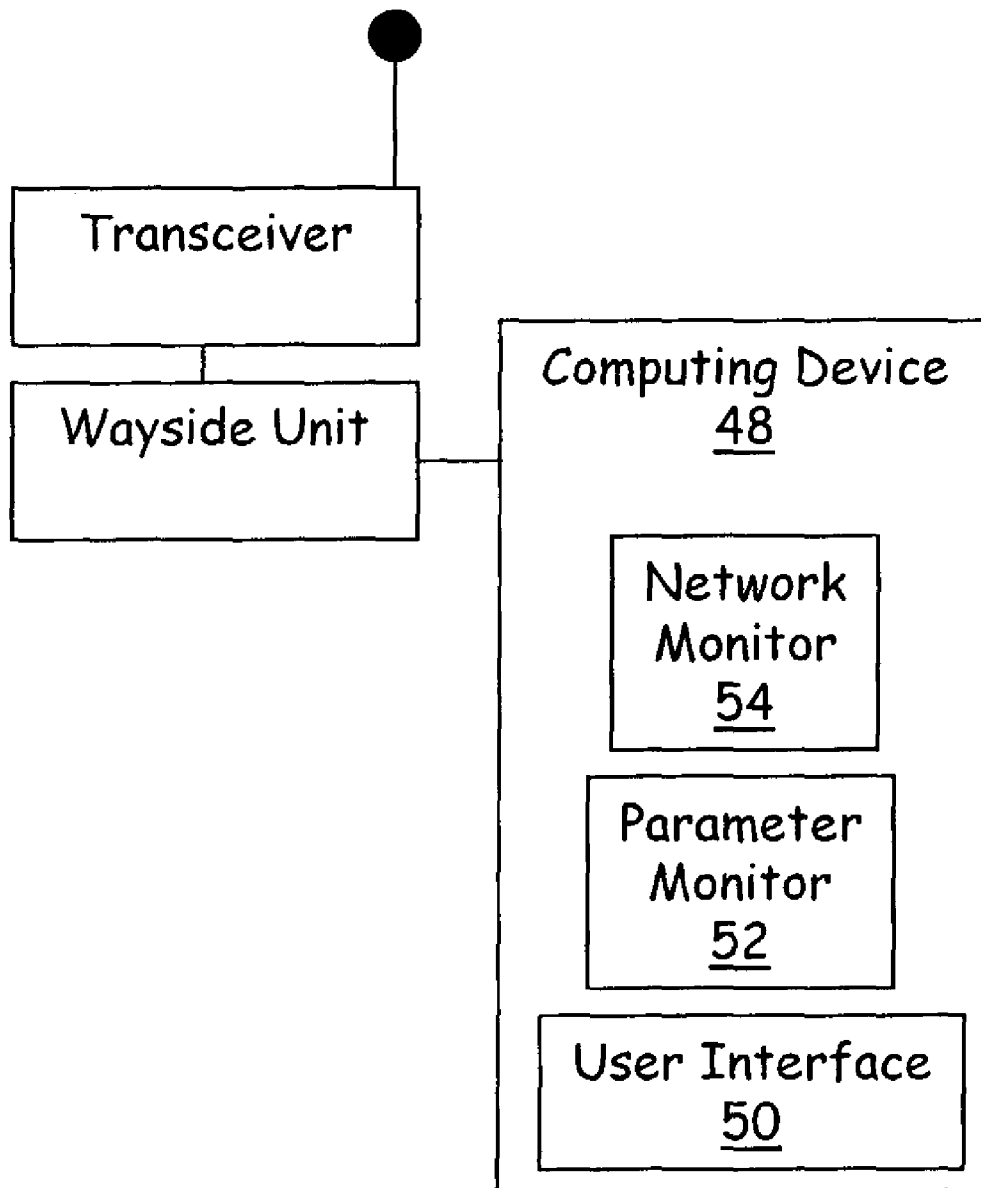 Transceiver
Wayside Unit
Computing Device
48
Network
Monitor
54
Parameter
Monitor
52
User Interface
50